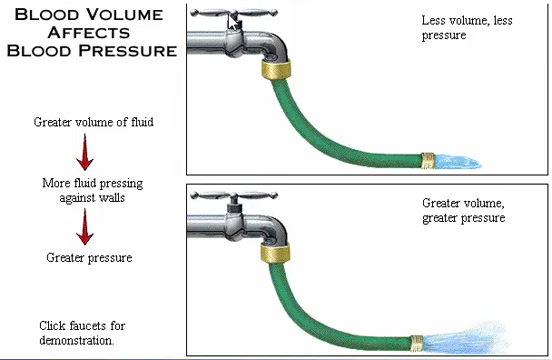 BLOOD VOLUME
AFFECTS
BLOOD PRESSURE
Greater volume of fluid
More fluid pressing
against walls
Greater pressure
Click faucets for
demonstration.
Less volume, less
pressure
Greater volume,
greater pressure